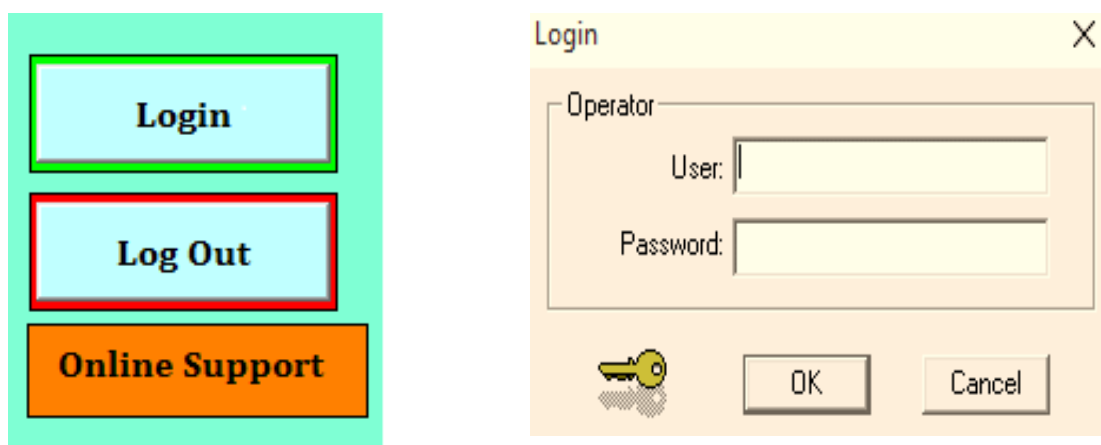 Login
Log Out
Online Support
Login
Operator
User:
Password:
OK
Cancel